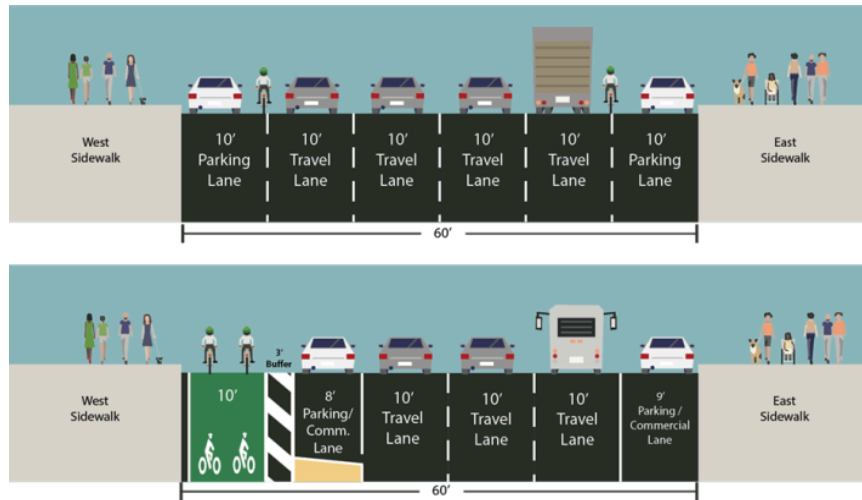 West
Sidewalk
10’
Parking
Lane
10’
Travel
Lane
10’
Travel
Lane
10’
Travel
Lane
10’
Travel
Lane
10’
Parking
Lane
East
Sidewalk
60’
West
Sidewalk
10’
3’
Buffer
8’
Parking/
Comm.
Lane
10’
Travel
Lane
10’
Travel
Lane
10’
Travel
Lane
9’
Parking /
Commercial
Lane
East
Sidewalk
60’